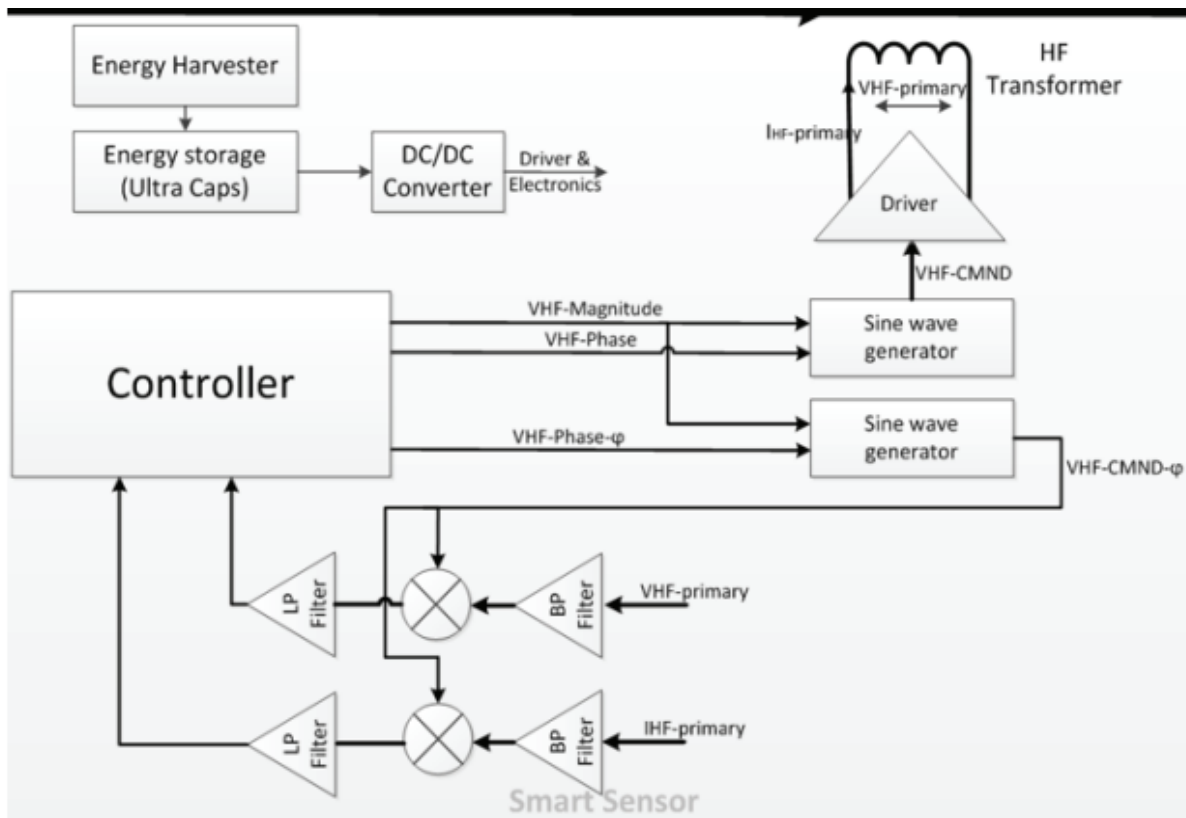 Energy Harvester
HF
Transformer
VHF-primary
IHF-primary
Energy storage
(Ultra Caps)
DC/DC
Converter
Driver &
Electronics
Driver
VHF-CMND
Controller
VHF-Magnitude
VHF-Phase
Sine wave
generator
VHF-Phase-φ
Sine wave
generator
VHF-CMND-φ
LP
Filter
BP
Filter
VHF-primary
LP
Filter
BP
Filter
IHF-primary
Smart Sensor